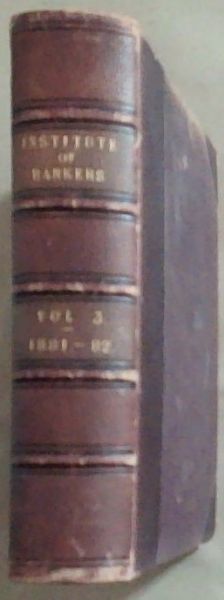 INSTITUTE
OF
BANKERS
VOL 3
1881-82